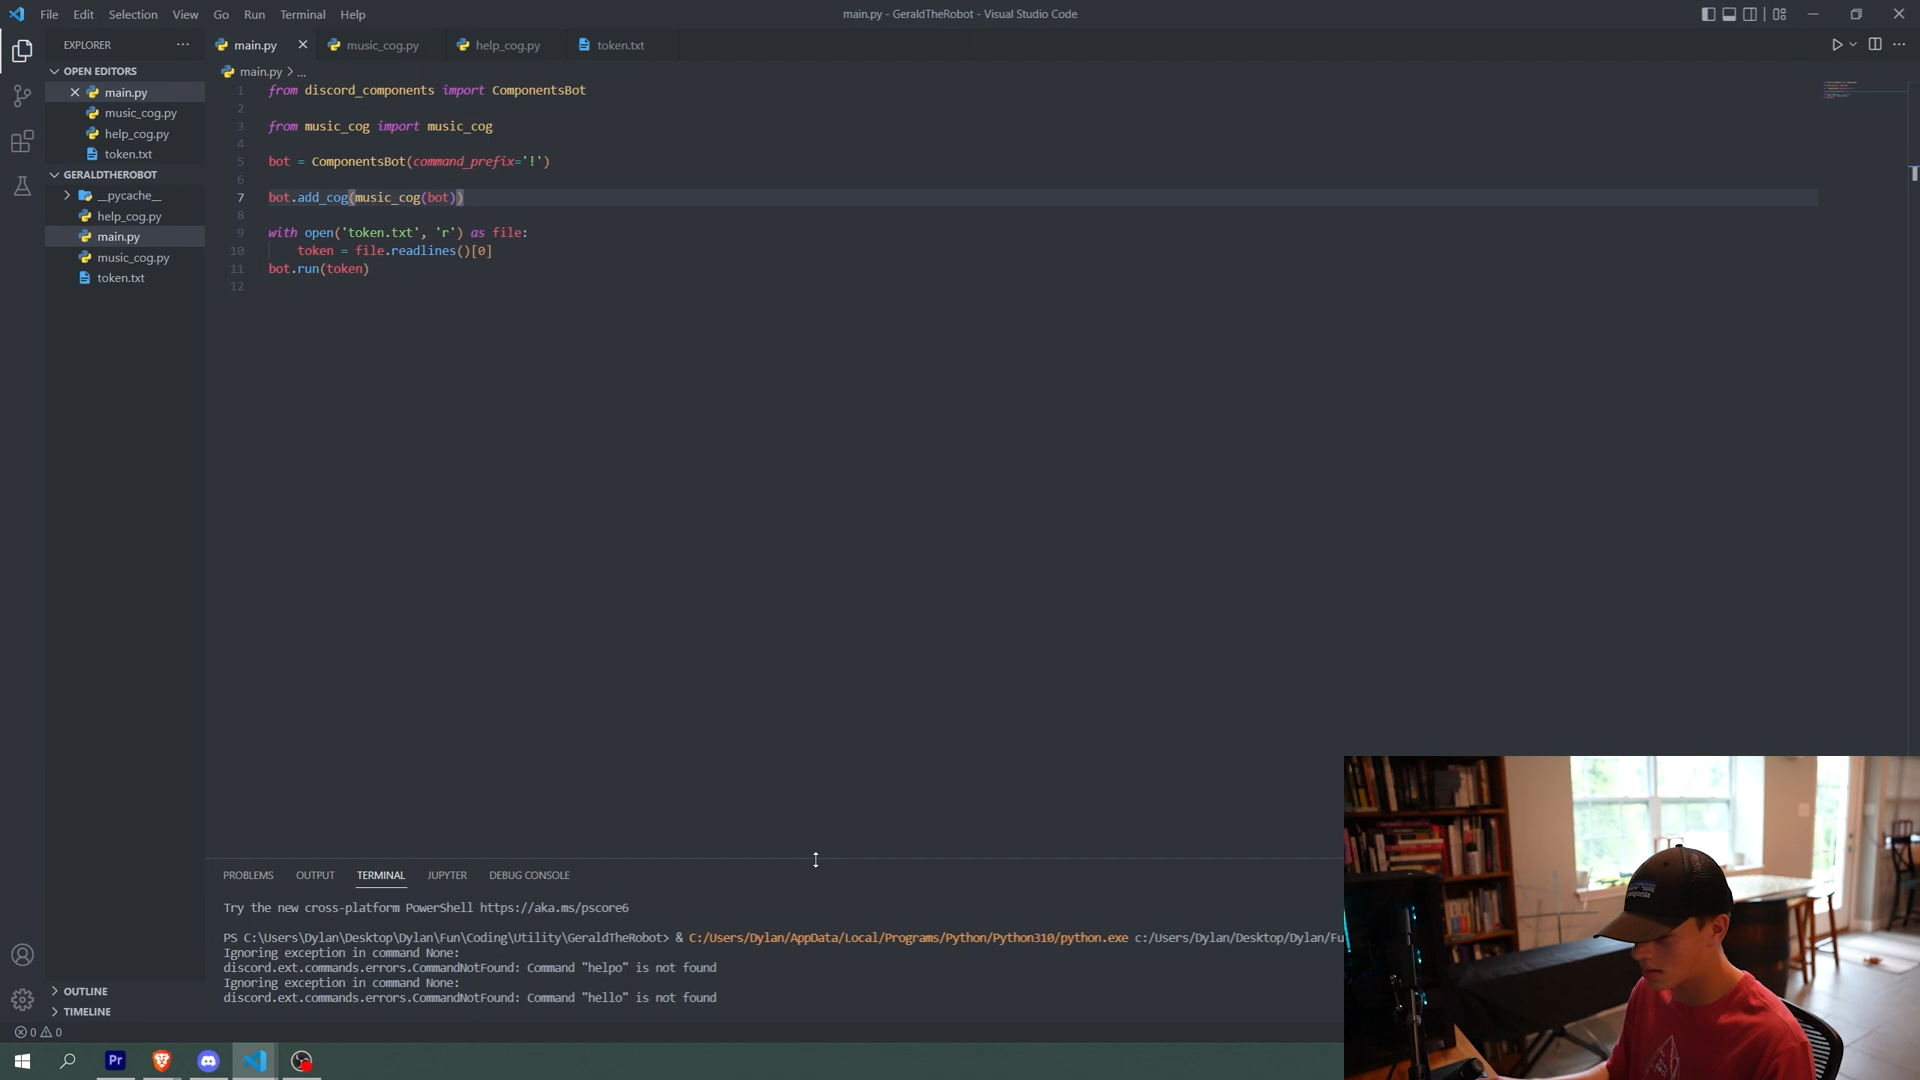 File Edit Selection View Go Run Terminal Help
main.py - GeraldTheRobot - Visual Studio Code
EXPLORER
main.py
music_cog.py
help_cog.py
token.txt
OPEN EDITORS
main.py
music_cog.py
help_cog.py
token.txt
GERALDTHEROBOT
__pycache__
help_cog.py
main.py
music_cog.py
token.txt
OUTLINE
TIMELINE
main.py > ...
1 from discord_components import ComponentsBot
2
3 from music_cog import music_cog
4
5 bot = ComponentsBot(command_prefix='!')
6
7 bot.add_cog(music_cog(bot))
8
9 with open('token.txt', 'r') as file:
10 token = file.readlines()[0]
11 bot.run(token)
12
PROBLEMS OUTPUT TERMINAL JUPYTER DEBUG CONSOLE
Try the new cross-platform PowerShell https://aka.ms/pscore6
PS C:\Users\Dylan\Desktop\Dylan\Fun\Coding\Utility\GeraldTheRobot> & C:/Users/Dylan/AppData/Local/Programs/Python/Python310/python.exe c:/Users/Dylan/Desktop/Dylan/Fu
Ignoring exception in command None:
discord.ext.commands.errors.CommandNotFound: Command "helpo" is not found
Ignoring exception in command None:
discord.ext.commands.errors.CommandNotFound: Command "hello" is not found
0 0
Pr